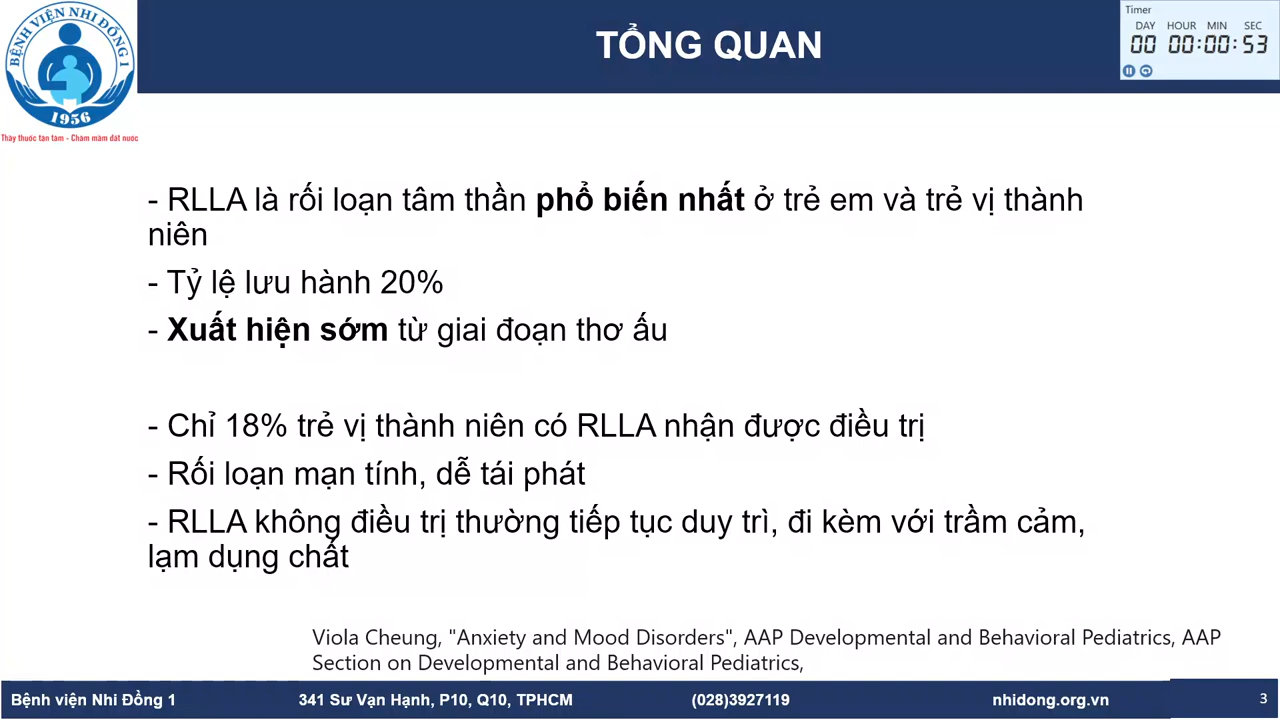 BỆNH VIỆN NHI ĐỒNG 1
1956
Thầy thuốc tận tâm - Chăm mầm đất nước
TỔNG QUAN
Timer
DAY HOUR MIN SEC
00 00:00:53
- RLLA là rối loạn tâm thần phổ biến nhất ở trẻ em và trẻ vị thành
niên
- Tỷ lệ lưu hành 20%
- Xuất hiện sớm từ giai đoạn thơ ấu
- Chỉ 18% trẻ vị thành niên có RLLA nhận được điều trị
- Rối loạn mạn tính, dễ tái phát
- RLLA không điều trị thường tiếp tục duy trì, đi kèm với trầm cảm,
lạm dụng chất
Viola Cheung, "Anxiety and Mood Disorders", AAP Developmental and Behavioral Pediatrics, AAP
Section on Developmental and Behavioral Pediatrics,
Bệnh viện Nhi Đồng 1 341 Sư Vạn Hạnh, P10, Q10, TPHCM (028)3927119 nhidong.org.vn 3